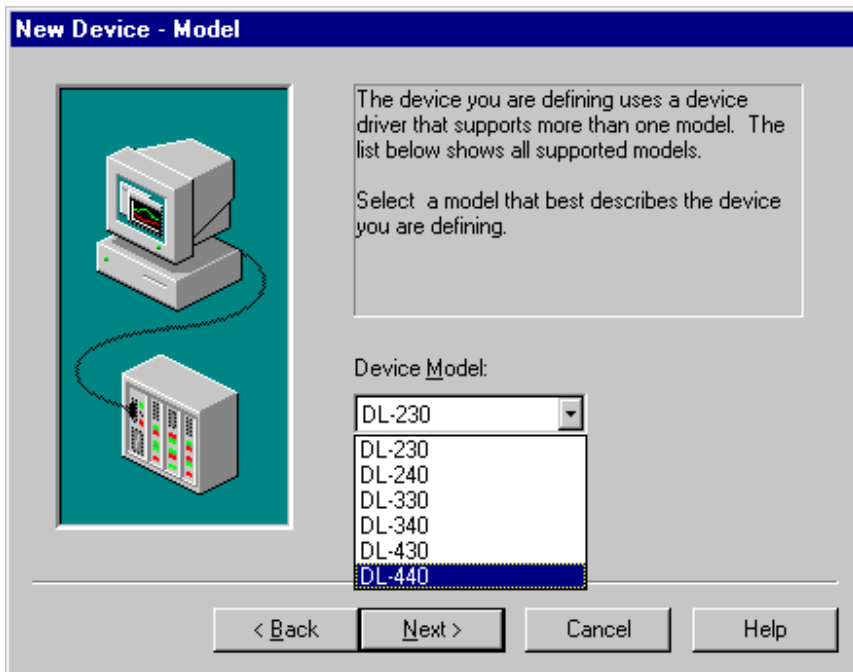 New Device - Model
The device you are defining uses a device
driver that supports more than one model.  The
list below shows all supported models.
Select  a model that best describes the device
you are defining.
Device Model:
DL-230
DL-230
DL-240
DL-330
DL-340
DL-430
DL-440
< Back
Next >
Cancel
Help